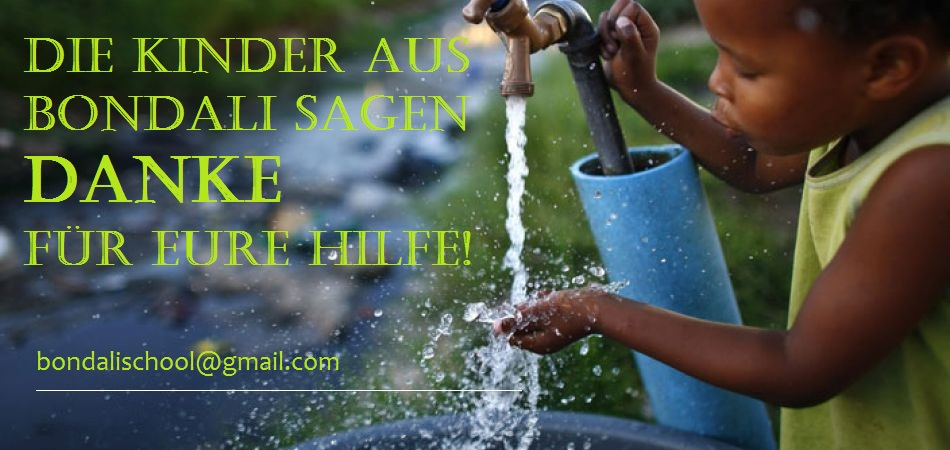 DIE KINDER AUS
BONDALI SAGEN
DANKE
FÜR EURE HILFE!
bondalischool@gmail.com